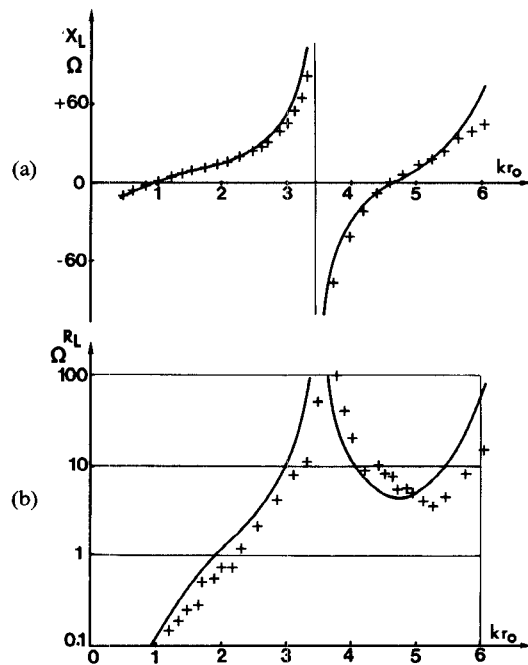 X_L
Ω
+60
(a)
0
-60
1 2 3 4 5 6
kr₀
R_L
Ω
100
10
(b)
1
0.1
0 1 2 3 4 5 6
kr₀